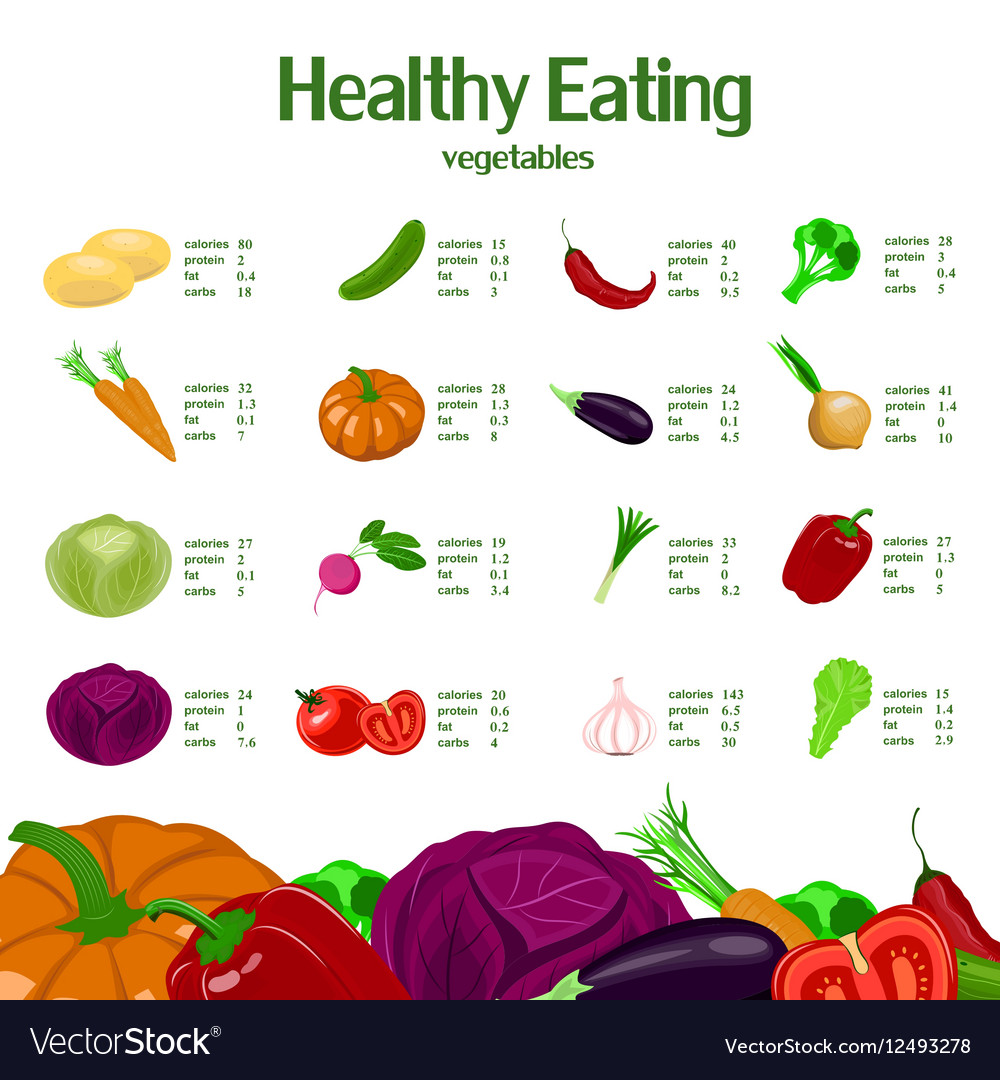 Healthy Eating
vegetables
calories 80
protein 2
fat 0.4
carbs 18
calories 15
protein 0.8
fat 0.1
carbs 3
calories 40
protein 2
fat 0.2
carbs 9.5
calories 28
protein 3
fat 0.4
carbs 5
calories 32
protein 1.3
fat 0.1
carbs 7
calories 28
protein 1.3
fat 0.3
carbs 8
calories 24
protein 1.2
fat 0.1
carbs 4.5
calories 41
protein 1.4
fat 0
carbs 10
calories 27
protein 2
fat 0.1
carbs 5
calories 19
protein 1.2
fat 0.1
carbs 3.4
calories 33
protein 2
fat 0
carbs 8.2
calories 27
protein 1.3
fat 0
carbs 5
calories 24
protein 1
fat 0
carbs 7.6
calories 20
protein 0.6
fat 0.2
carbs 4
calories 143
protein 6.5
fat 0.5
carbs 30
calories 15
protein 1.4
fat 0.2
carbs 2.9
VectorStock®
VectorStock.com/12493278